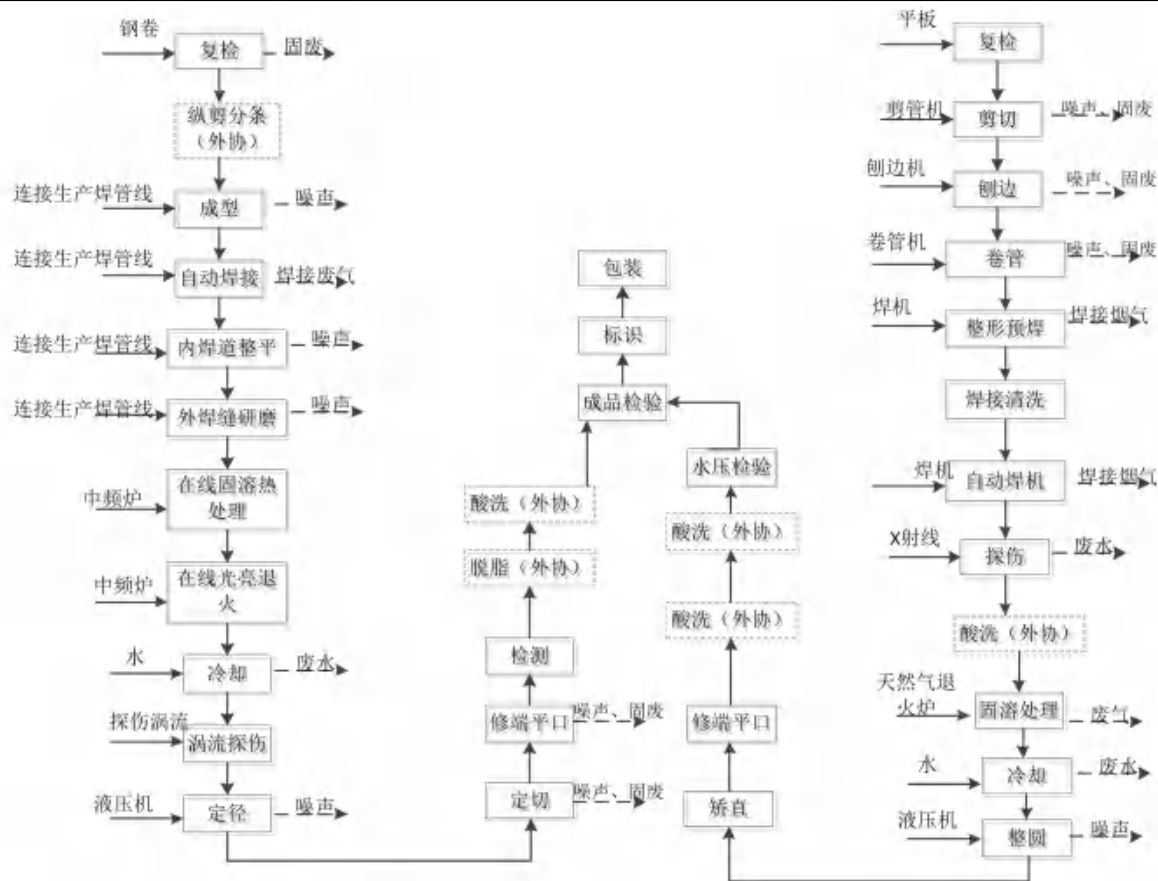 钢卷
复检
固废
纵剪分条
（外协）
连接生产焊管线
成型
噪声
连接生产焊管线
自动焊接
焊接废气
连接生产焊管线
内焊道整平
噪声
连接生产焊管线
外焊缝研磨
噪声
中频炉
在线固溶热
处理
中频炉
在线光亮退
火
水
冷却
废水
探伤涡流
涡流探伤
液压机
定径
噪声
包装
标识
成品检验
酸洗（外协）
脱脂（外协）
检测
修端平口
噪声、固废
定切
噪声、固废
水压检验
酸洗（外协）
酸洗（外协）
修端平口
矫直
平板
复检
剪管机
剪切
噪声、固废
刨边机
刨边
噪声、固废
卷管机
卷管
噪声、固废
焊机
整形预焊
焊接烟气
焊接清洗
焊机
自动焊机
焊接烟气
X射线
探伤
废水
酸洗（外协）
天然气退
火炉
固溶处理
废气
水
冷却
废水
液压机
整圆
噪声